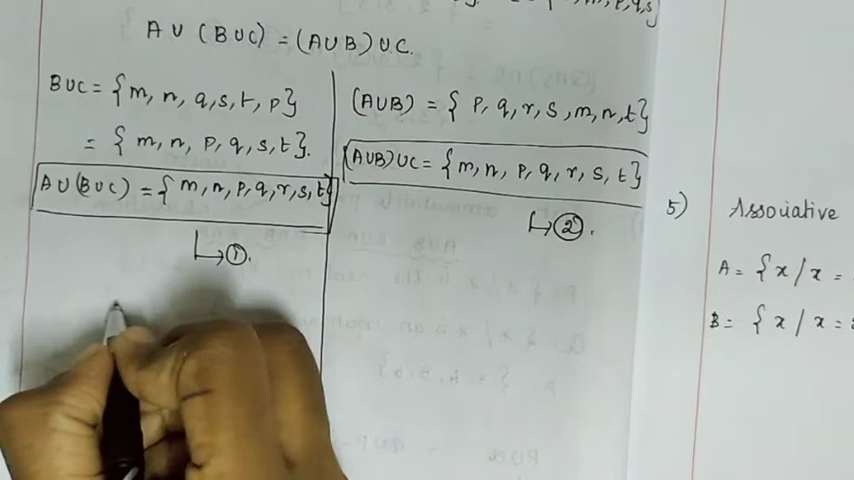 p, q, s}
A ∪ (B∪C) = (A∪B) ∪ C.
B∪C = {m, n, q, s, t, p}
= { m, n, p, q, s, t }.
A∪(B∪C) = { m, n, p, q, r, s, t}
↳ ①.
(A∪B) = { p, q, r, s, m, n, t}
(A∪B)∪C = { m, n, p, q, r, s, t}
↳ ②.
5) Associative
A = { x / x =
B = { x / x =